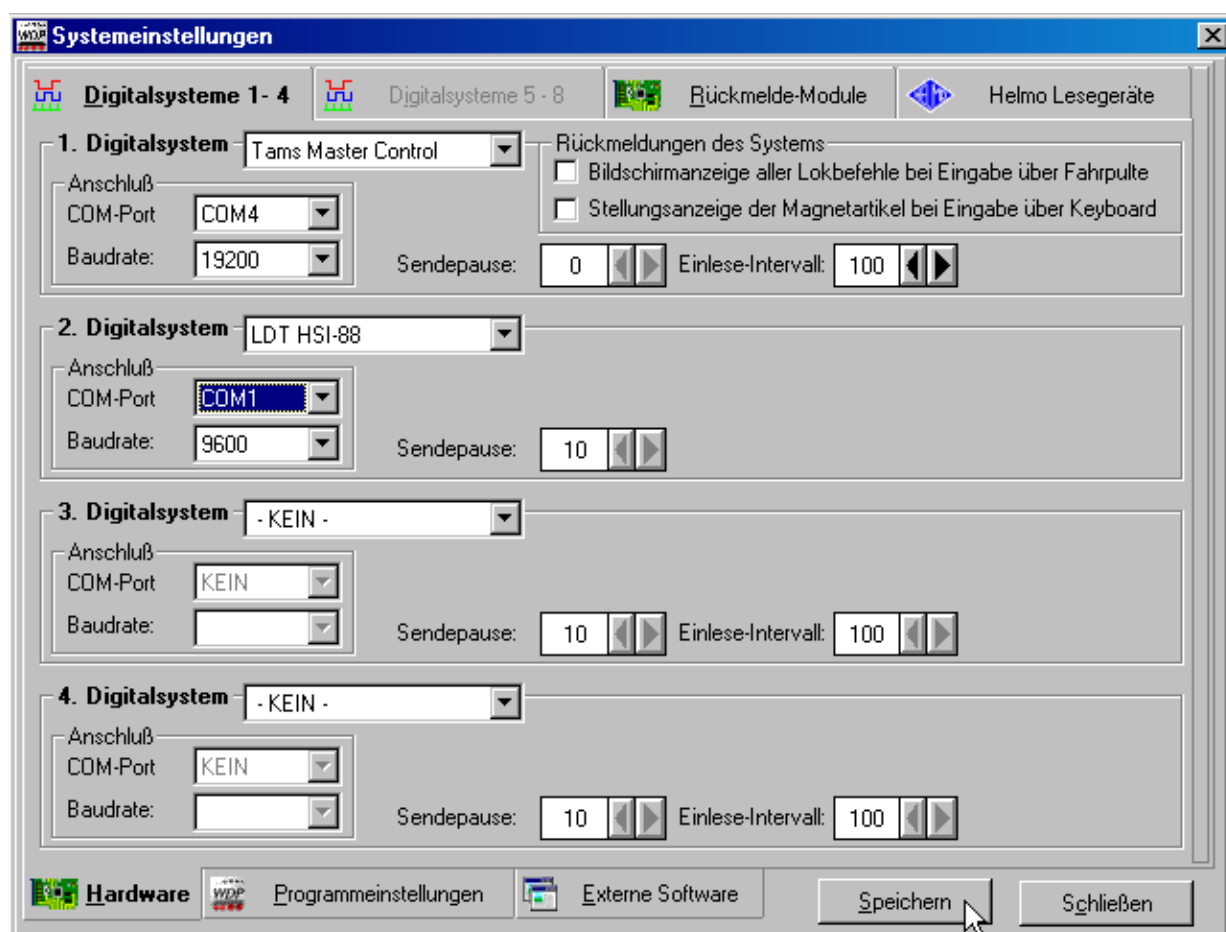 WDP Systemeinstellungen
Digitalsysteme 1- 4 Digitalsysteme 5 - 8 Rückmelde-Module Helmo Lesegeräte
1. Digitalsystem Tams Master Control
Anschluß
COM-Port COM4
Baudrate: 19200
Rückmeldungen des Systems
Bildschirmanzeige aller Lokbefehle bei Eingabe über Fahrpulte
Stellungsanzeige der Magnetartikel bei Eingabe über Keyboard
Sendepause: 0 Einlese-Intervall: 100
2. Digitalsystem LDT HSI-88
Anschluß
COM-Port COM1
Baudrate: 9600 Sendepause: 10
3. Digitalsystem - KEIN -
Anschluß
COM-Port KEIN
Baudrate: Sendepause: 10 Einlese-Intervall: 100
4. Digitalsystem - KEIN -
Anschluß
COM-Port KEIN
Baudrate: Sendepause: 10 Einlese-Intervall: 100
Hardware WDP Programmeinstellungen Externe Software Speichern Schließen